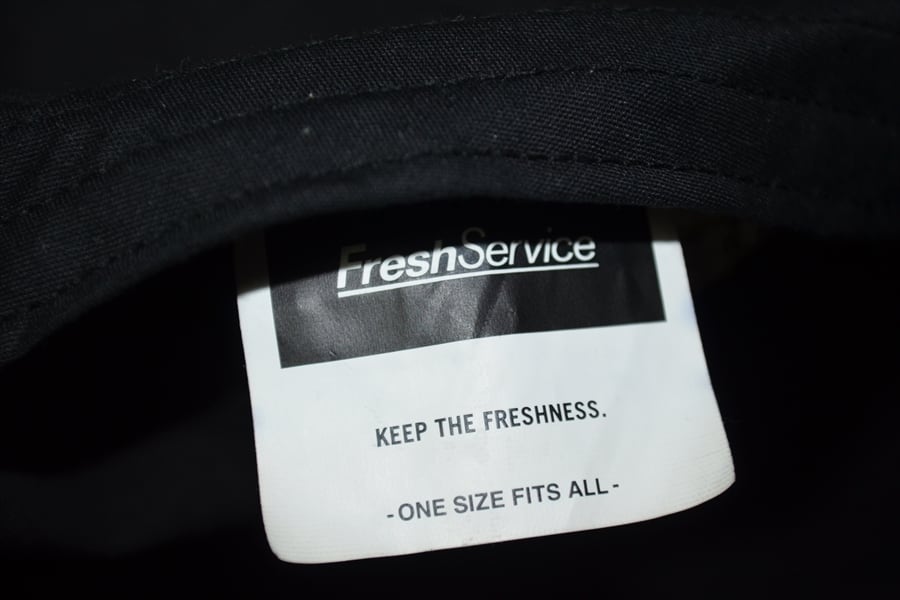 FreshService
KEEP THE FRESHNESS.
-ONE SIZE FITS ALL-